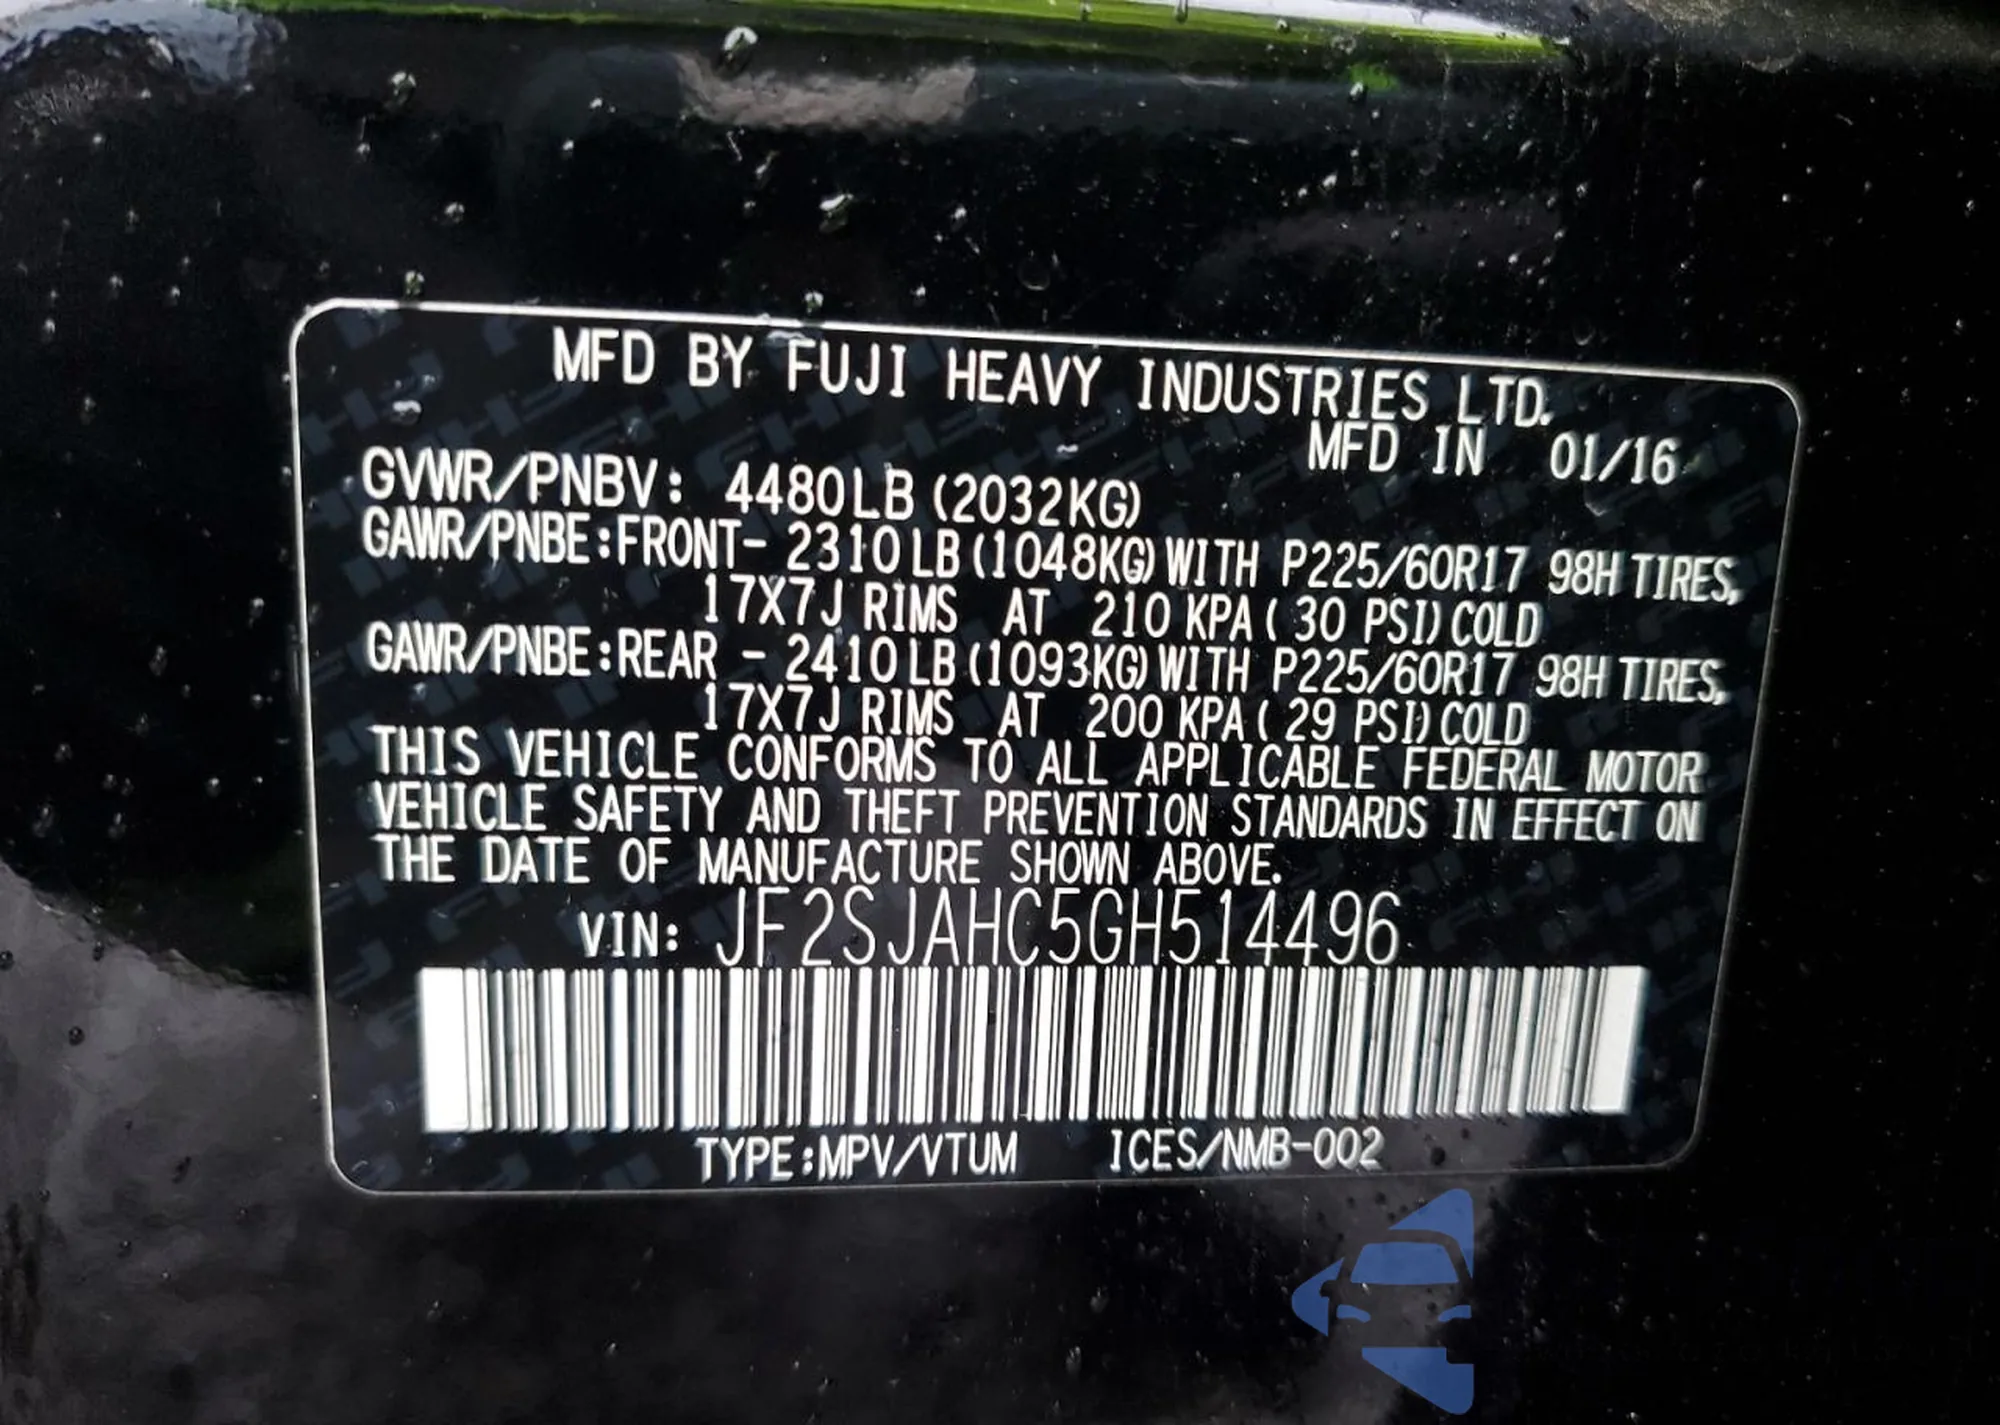 MFD BY FUJI HEAVY INDUSTRIES LTD.
MFD IN 01/16
GVWR/PNBV: 4480LB (2032KG)
GAWR/PNBE:FRONT- 2310LB (1048KG) WITH P225/60R17 98H TIRES,
17X7J RIMS AT 210 KPA ( 30 PSI) COLD
GAWR/PNBE:REAR - 2410LB (1093KG) WITH P225/60R17 98H TIRES,
17X7J RIMS AT 200 KPA ( 29 PSI) COLD
THIS VEHICLE CONFORMS TO ALL APPLICABLE FEDERAL MOTOR
VEHICLE SAFETY AND THEFT PREVENTION STANDARDS IN EFFECT ON
THE DATE OF MANUFACTURE SHOWN ABOVE.
VIN: JF2SJAHC5GH514496
TYPE:MPV/VTUM ICES/NMB-002